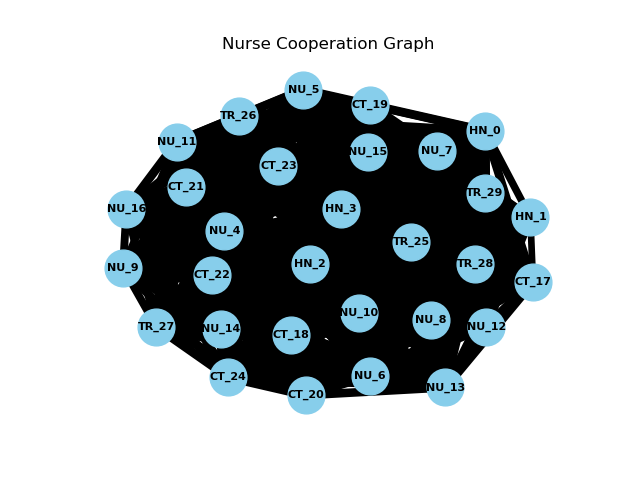 Nurse Cooperation Graph
NU_5
CT_19
TR_26
HN_0
NU_11
NU_15
NU_7
CT_23
CT_21
TR_29
NU_16
HN_3
HN_1
NU_4
TR_25
HN_2
TR_28
NU_9
CT_22
CT_17
NU_10
NU_8
TR_27
NU_14
NU_12
CT_18
NU_6
CT_24
NU_13
CT_20